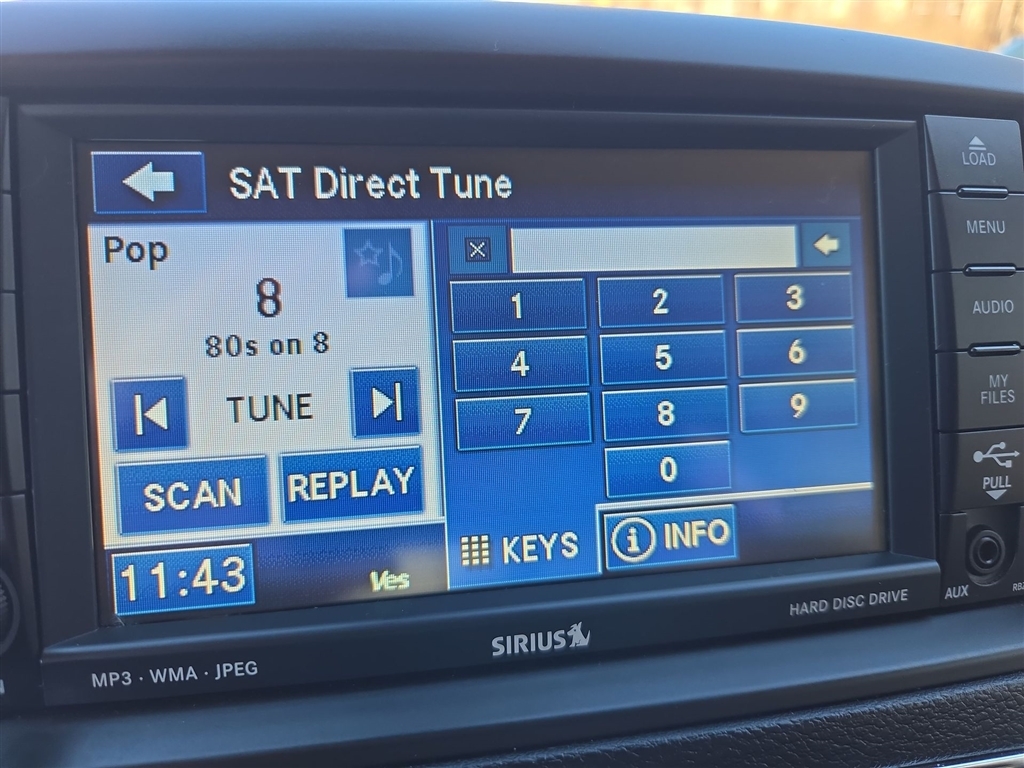 SAT Direct Tune
Pop
8
80s on 8
TUNE
SCAN
REPLAY
11:43
1 2 3
4 5 6
7 8 9
0
KEYS
INFO
LOAD
MENU
AUDIO
MY
FILES
PULL
AUX
MP3 · WMA · JPEG
SIRIUS
HARD DISC DRIVE